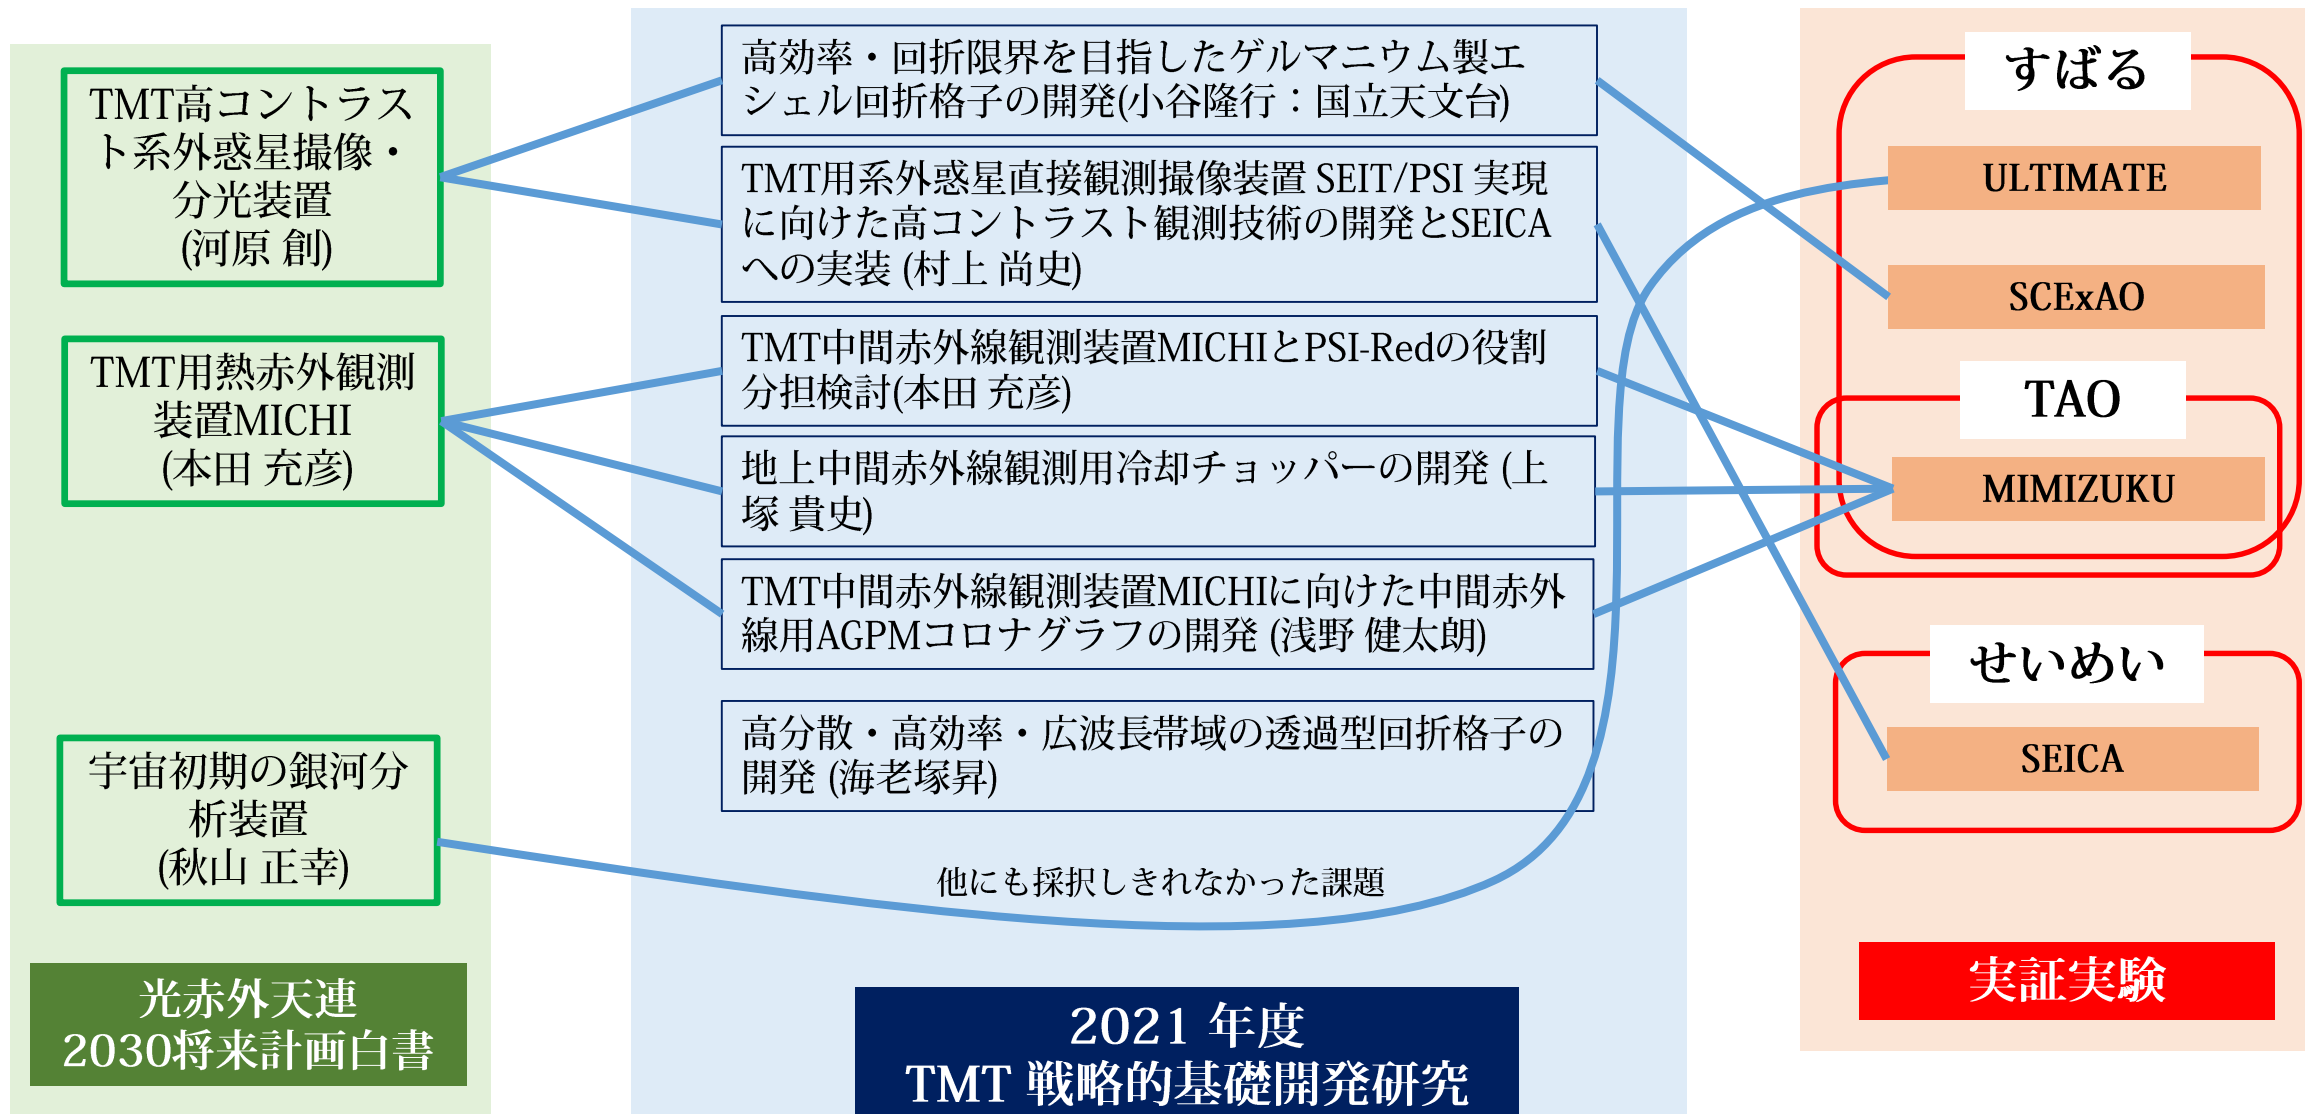 TMT高コントラス
ト系外惑星撮像・
分光装置
(河原 創)
TMT用熱赤外観測
装置MICHI
(本田 充彦)
宇宙初期の銀河分
析装置
(秋山 正幸)
光赤外天連
2030将来計画白書
高効率・回折限界を目指したゲルマニウム製エ
シェル回折格子の開発(小谷隆行：国立天文台)
TMT用系外惑星直接観測撮像装置 SEIT/PSI 実現
に向けた高コントラスト観測技術の開発とSEICA
への実装 (村上 尚史)
TMT中間赤外線観測装置MICHIとPSI-Redの役割
分担検討(本田 充彦)
地上中間赤外線観測用冷却チョッパーの開発 (上
塚 貴史)
TMT中間赤外線観測装置MICHIに向けた中間赤外
線用AGPMコロナグラフの開発 (浅野 健太朗)
高分散・高効率・広波長帯域の透過型回折格子の
開発 (海老塚昇)
他にも採択しきれなかった課題
2021 年度
TMT 戦略的基礎開発研究
すばる
ULTIMATE
SCExAO
TAO
MIMIZUKU
せいめい
SEICA
実証実験